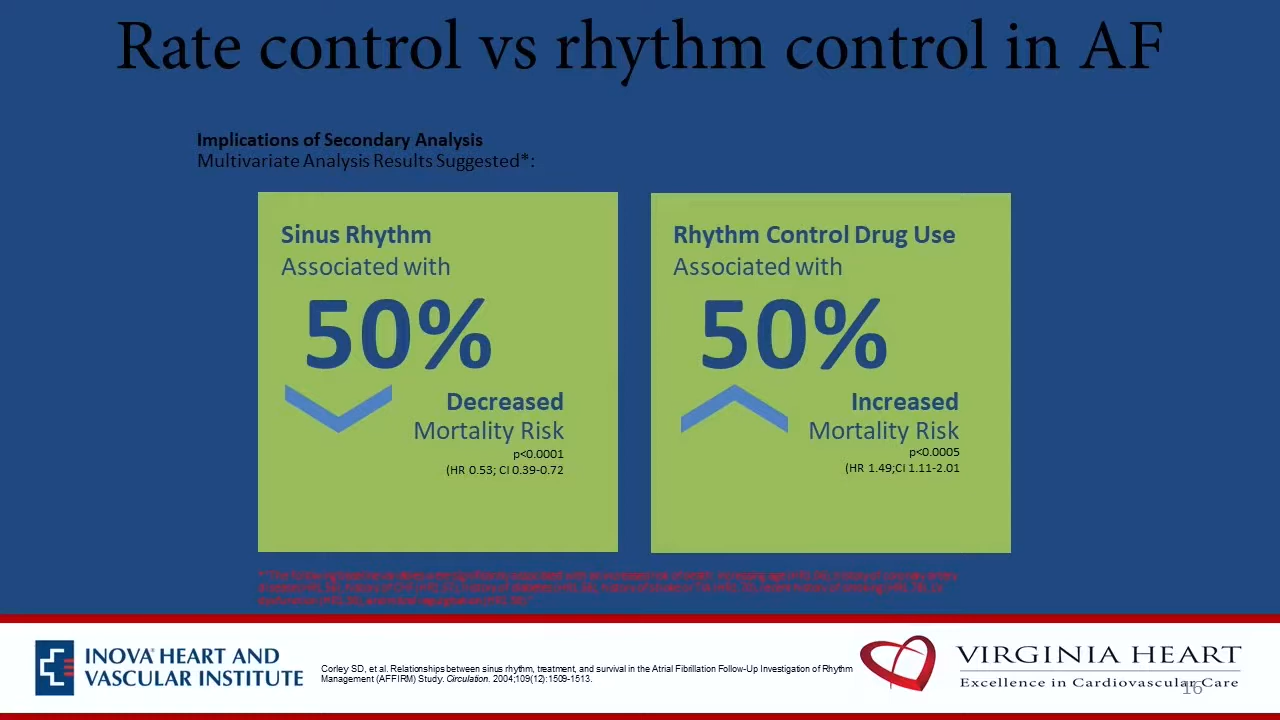 Rate control vs rhythm control in AF
Implications of Secondary Analysis
Multivariate Analysis Results Suggested*:
Sinus Rhythm
Associated with
50%
Decreased
Mortality Risk
p<0.0001
(HR 0.53; CI 0.39-0.72
Rhythm Control Drug Use
Associated with
50%
Increased
Mortality Risk
p<0.0005
(HR 1.49;CI 1.11-2.01
INOVA® HEART AND
VASCULAR INSTITUTE
Corley SD, et al. Relationships between sinus rhythm, treatment, and survival in the Atrial Fibrillation Follow-Up Investigation of Rhythm
Management (AFFIRM) Study. Circulation. 2004;109(12):1509-1513.
VIRGINIA HEART
Excellence in Cardiovascular Care
16